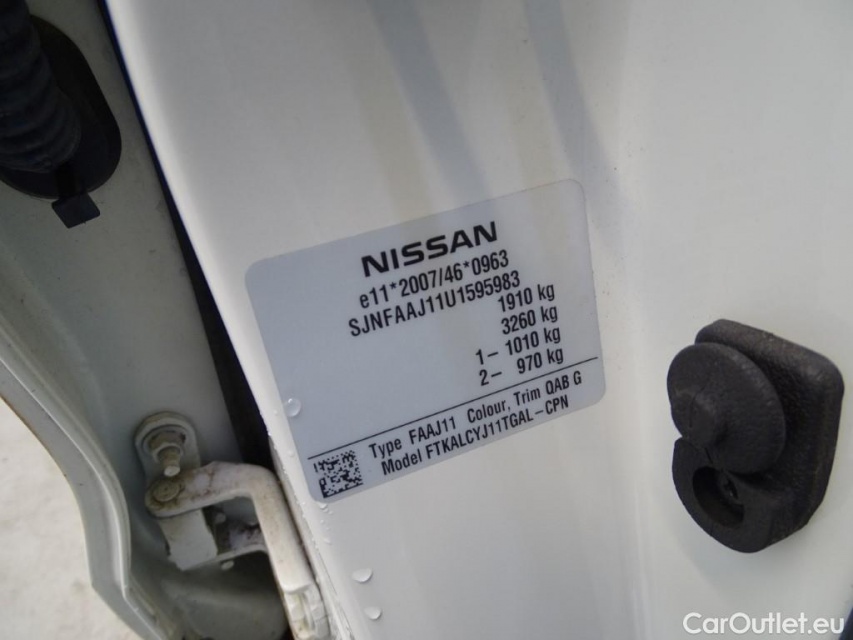 NISSAN
e11*2007/46*0963
SJNFAAJ11U1595983
1910 kg
3260 kg
1- 1010 kg
2- 970 kg
Type FAAJ11 Colour, Trim QAB G
Model FTKALCYJ11TGAL-CPN
CarOutlet.eu